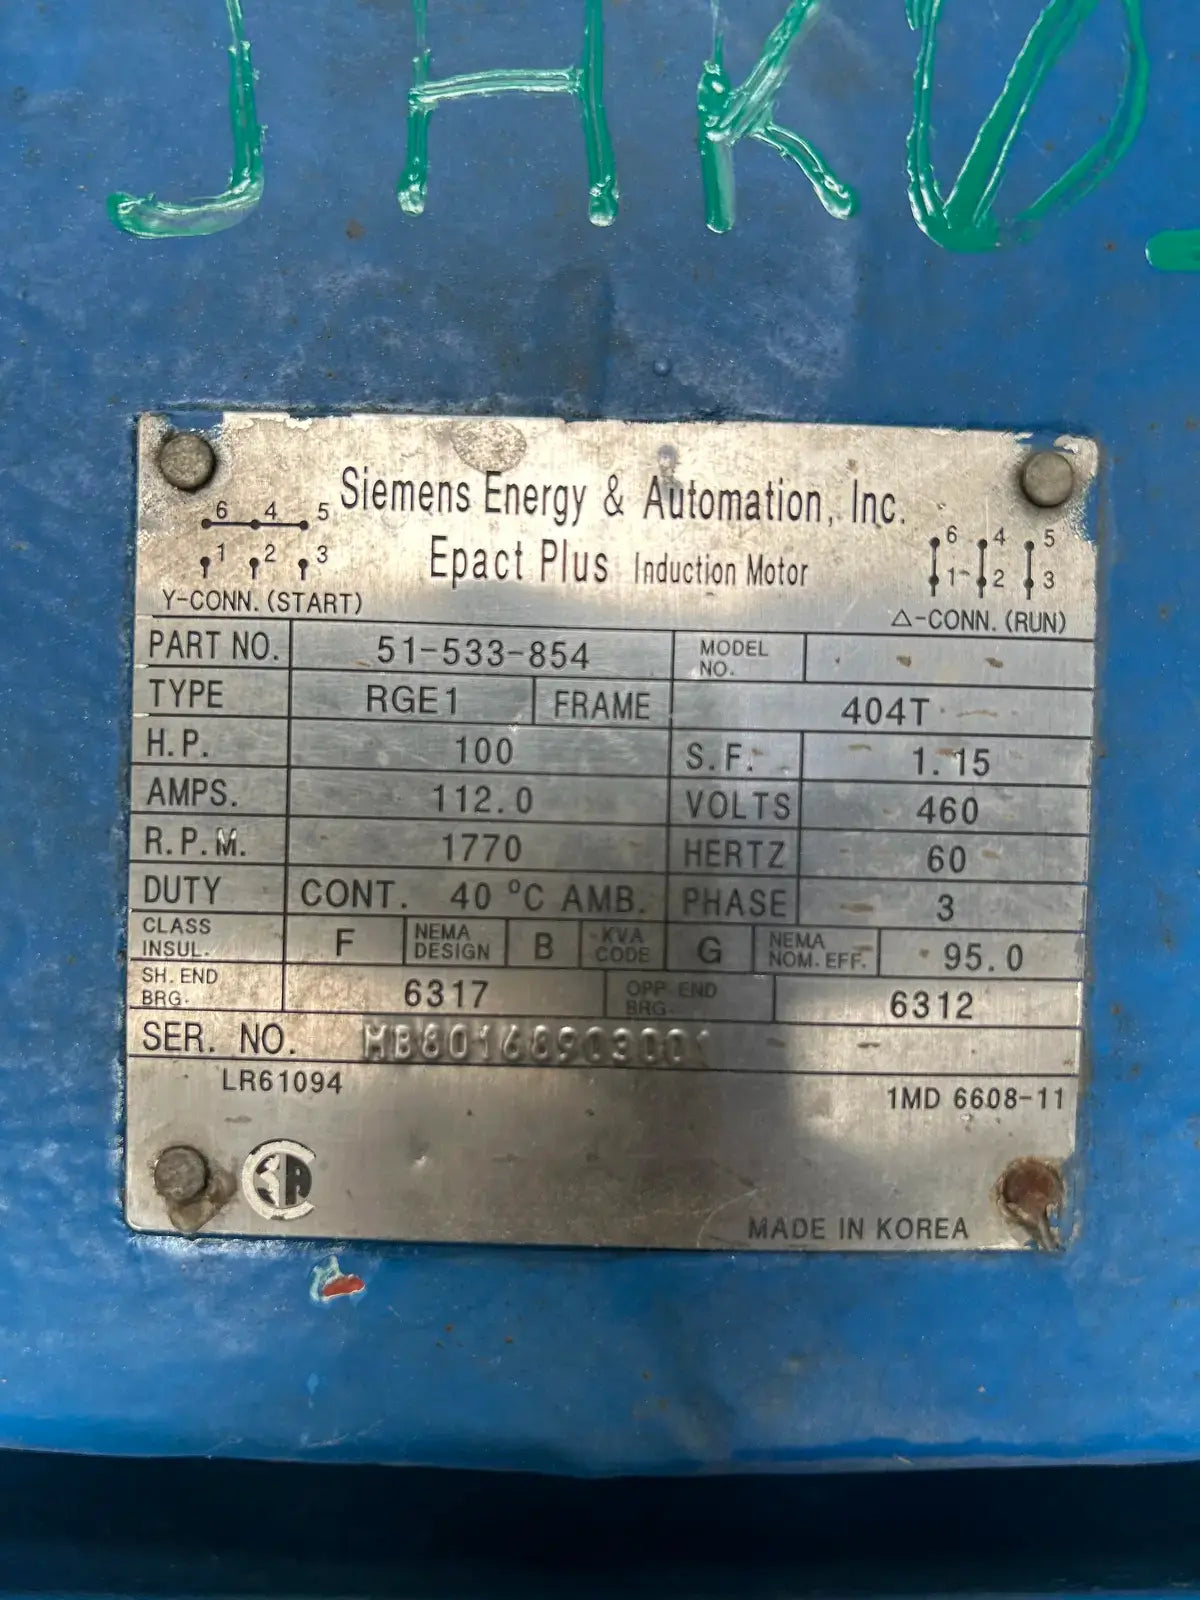 JHKD
Siemens Energy & Automation, Inc.
Epact Plus Induction Motor
6 4 5
1 2 3
Y-CONN. (START)
6 4 5
1 2 3
△-CONN. (RUN)
PART NO. 51-533-854 MODEL NO.
TYPE RGE1 FRAME 404T
H.P. 100 S.F. 1.15
AMPS. 112.0 VOLTS 460
R.P.M. 1770 HERTZ 60
DUTY CONT. 40 °C AMB. PHASE 3
CLASS INSUL. F NEMA DESIGN B KVA CODE G NEMA NOM. EFF. 95.0
SH. END BRG. 6317 OPP. END BRG. 6312
SER. NO.
LR61094 1MD 6608-11
MADE IN KOREA